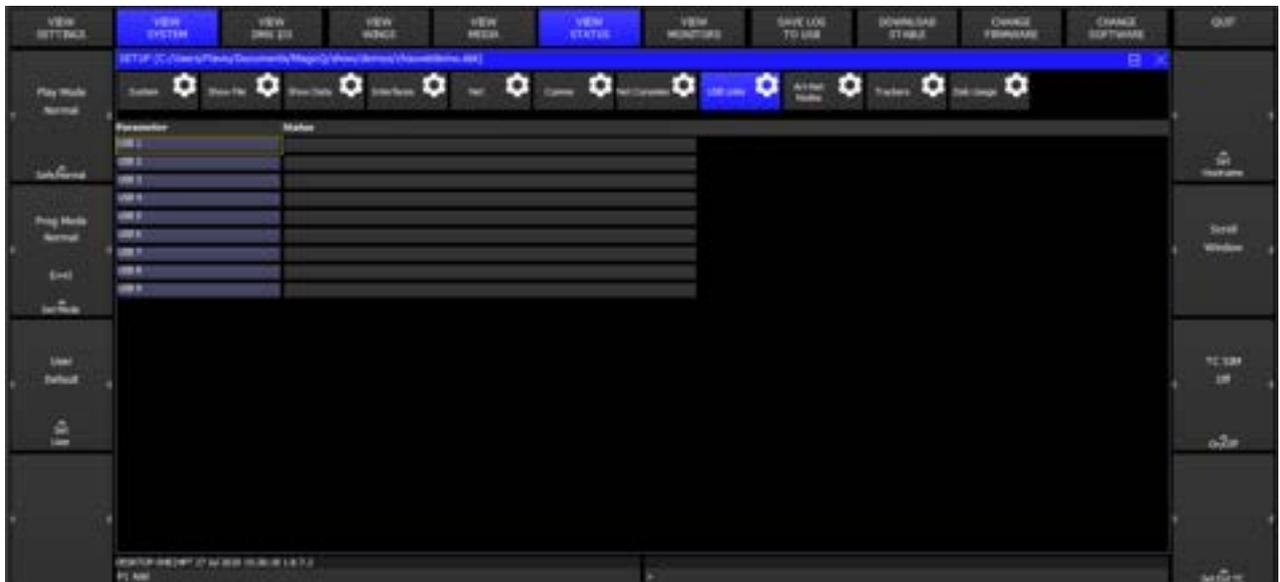 VIEW SETTINGS
VIEW SYSTEM
VIEW DMX I/O
VIEW WINGS
VIEW MEDIA
VIEW STATUS
VIEW MONITORS
SAVE LOG TO USB
DOWNLOAD STABLE
CHANGE FIRMWARE
CHANGE SOFTWARE
QUIT
Play Mode
Normal
Safe/Normal
Prog Mode
Normal
Set Mode
User
Default
Set
User
System
Show File
Show Data
Interfaces
Net
Comms
Net Consoles
Art-Net Nodes
Trackers
Disk Usage
Parameter Status
USB 1
USB 2
USB 3
USB 4
USB 5
USB 6
USB 7
USB 8
USB 9
Set
Hostname
Scroll
Window
TC SIM
Off
On/Off